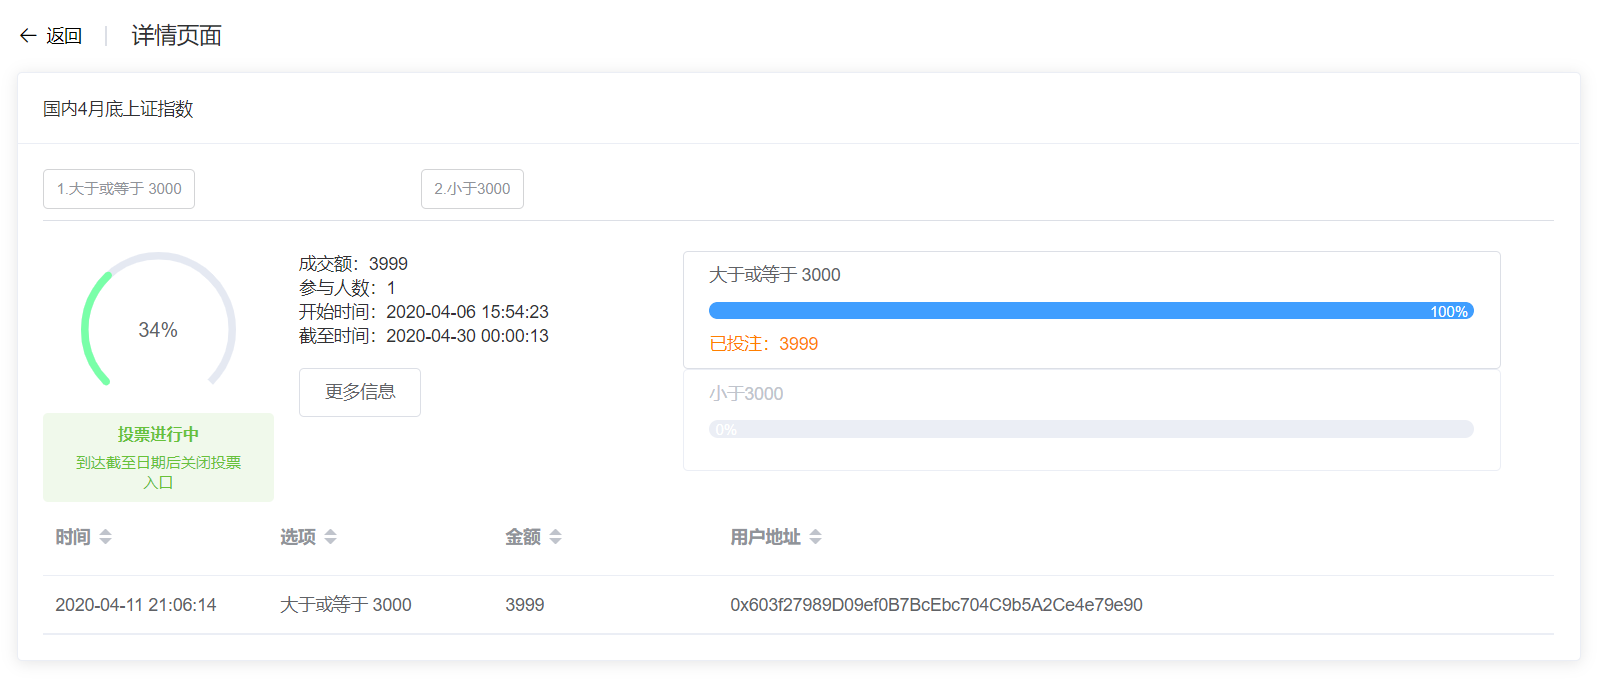 返回
详情页面
国内4月底上证指数
1.大于或等于 3000
2.小于3000
34%
投票进行中
到达截至日期后关闭投票
入口
成交额：3999
参与人数：1
开始时间：2020-04-06 15:54:23
截至时间：2020-04-30 00:00:13
更多信息
大于或等于 3000
100%
已投注：3999
小于3000
0%
时间 选项 金额 用户地址
2020-04-11 21:06:14 大于或等于 3000 3999 0x603f27989D09ef0B7BcEbc704C9b5A2Ce4e79e90